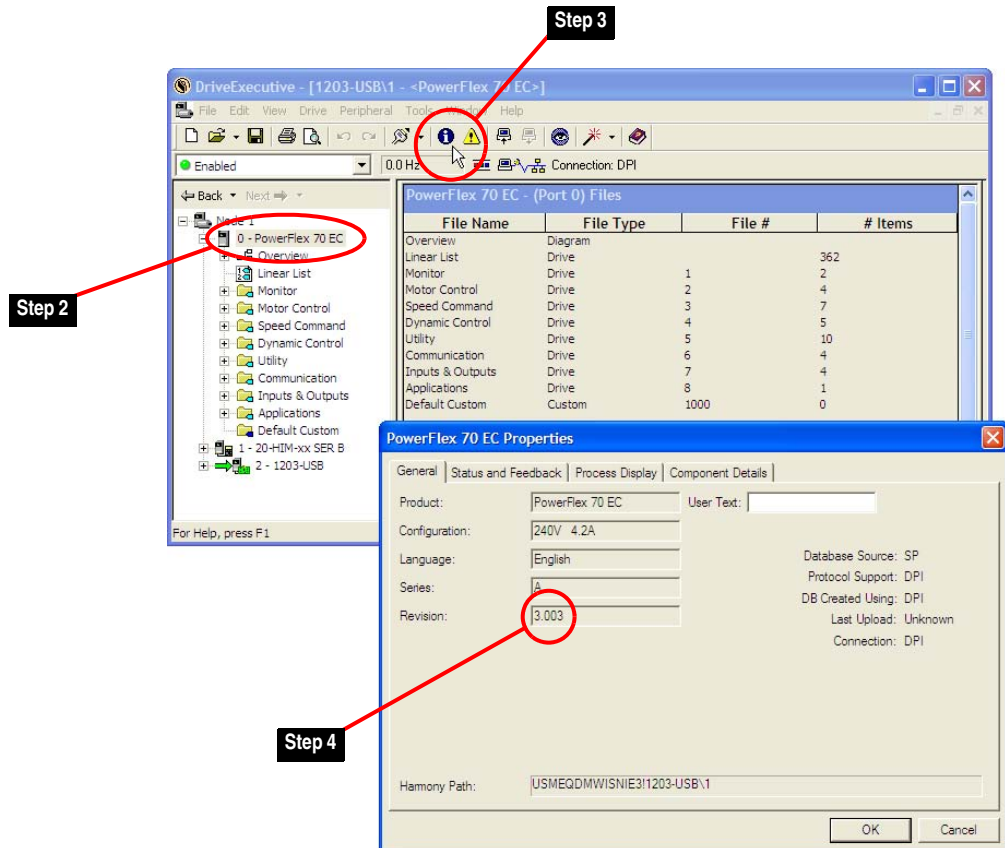 Step 3
DriveExecutive - [1203-USB\1 - <PowerFlex 70 EC>]
File Edit View Drive Peripheral Tools Window Help
Enabled 0.0 Hz Connection: DPI
Back Next
Node 1
0 - PowerFlex 70 EC
Overview
Linear List
Monitor
Motor Control
Speed Command
Dynamic Control
Utility
Communication
Inputs & Outputs
Applications
Default Custom
1 - 20-HIM-xx SER B
2 - 1203-USB
Step 2
PowerFlex 70 EC - (Port 0) Files
File Name File Type File # # Items
Overview Diagram
Linear List Drive 362
Monitor Drive 1 2
Motor Control Drive 2 4
Speed Command Drive 3 7
Dynamic Control Drive 4 5
Utility Drive 5 10
Communication Drive 6 4
Inputs & Outputs Drive 7 4
Applications Drive 8 1
Default Custom Custom 1000 0
For Help, press F1
PowerFlex 70 EC Properties
General Status and Feedback Process Display Component Details
Product: PowerFlex 70 EC User Text:
Configuration: 240V 4.2A
Language: English
Series: A
Revision: 3.003
Database Source: SP
Protocol Support: DPI
DB Created Using: DPI
Last Upload: Unknown
Connection: DPI
Step 4
Harmony Path: USMEQDMWISNIE3!1203-USB\1
OK Cancel